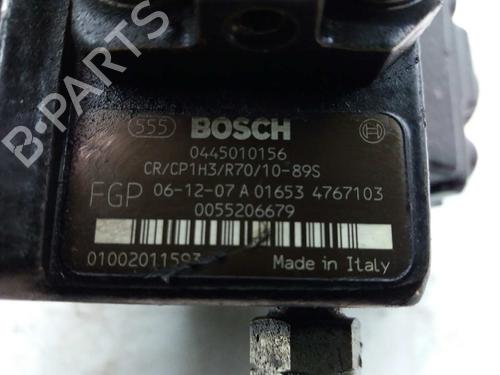 555 BOSCH
0445010156
CR/CP1H3/R70/10-89S
FGP 06-12-07 A 01653 4767103
0055206679
01002011593 Made in Italy